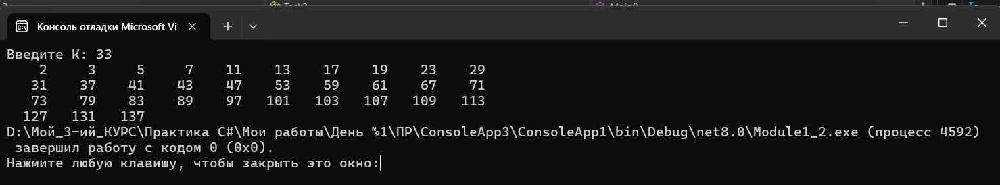 Task2
Main()
Консоль отладки Microsoft Vi
Введите К: 33
2 3 5 7 11 13 17 19 23 29
31 37 41 43 47 53 59 61 67 71
73 79 83 89 97 101 103 107 109 113
127 131 137
D:\Мой_3-ий_КУРС\Практика C#\Мои работы\День №1\ПР\ConsoleApp3\ConsoleApp1\bin\Debug\net8.0\Module1_2.exe (процесс 4592)
завершил работу с кодом 0 (0x0).
Нажмите любую клавишу, чтобы закрыть это окно: